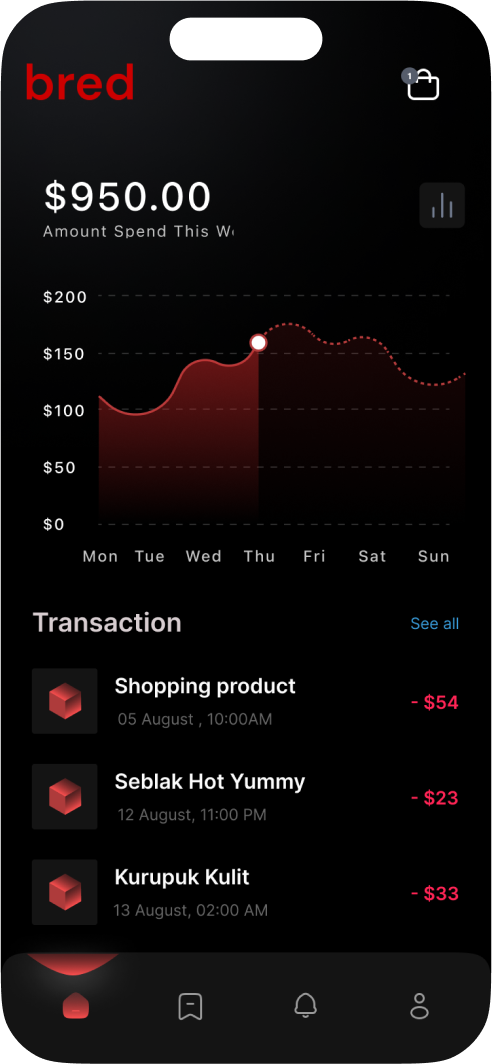 bred
1
$950.00
Amount Spend This
$200
$150
$100
$50
$0
Mon Tue Wed Thu Fri Sat Sun
Transaction
See all
Shopping product
- $54
05 August , 10:00AM
Seblak Hot Yummy
- $23
12 August, 11:00 PM
Kurupuk Kulit
- $33
13 August, 02:00 AM